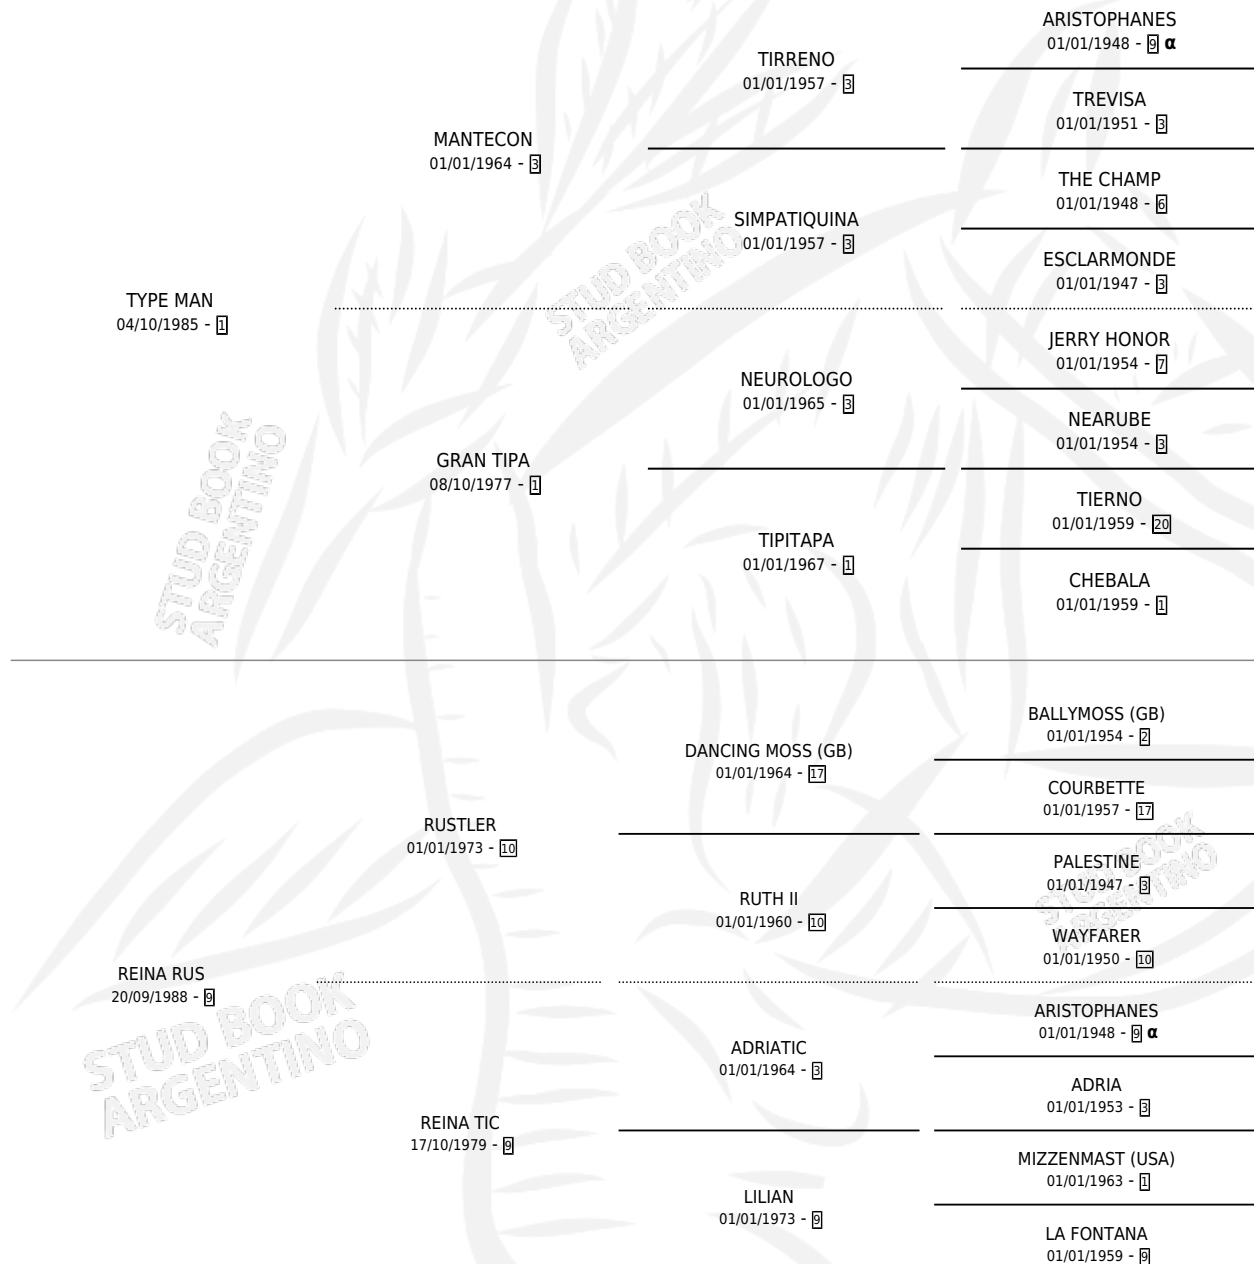 ARISTOPHANES
01/01/1948 - 9 α
TIRRENO
01/01/1957 - 3
TREVISA
01/01/1951 - 3
MANTECON
01/01/1964 - 3
THE CHAMP
01/01/1948 - 6
SIMPATIQUINA
01/01/1957 - 3
ESCLARMONDE
01/01/1947 - 3
TYPE MAN
04/10/1985 - 1
JERRY HONOR
01/01/1954 - 7
NEUROLOGO
01/01/1965 - 3
NEARUBE
01/01/1954 - 3
GRAN TIPA
08/10/1977 - 1
TIERNO
01/01/1959 - 20
TIPITAPA
01/01/1967 - 1
CHEBALA
01/01/1959 - 1
BALLYMOSS (GB)
01/01/1954 - 2
DANCING MOSS (GB)
01/01/1964 - 17
COURBETTE
01/01/1957 - 17
RUSTLER
01/01/1973 - 10
PALESTINE
01/01/1947 - 3
RUTH II
01/01/1960 - 10
WAYFARER
01/01/1950 - 10
REINA RUS
20/09/1988 - 9
ARISTOPHANES
01/01/1948 - 9 α
ADRIATIC
01/01/1964 - 3
ADRIA
01/01/1953 - 3
REINA TIC
17/10/1979 - 9
MIZZENMAST (USA)
01/01/1963 - 1
LILIAN
01/01/1973 - 9
LA FONTANA
01/01/1959 - 9
STUD BOOK
ARGENTINO
STUD BOOK
ARGENTINO
STUD BOOK
ARGENTINO
STUD BOOK
ARGENTINO